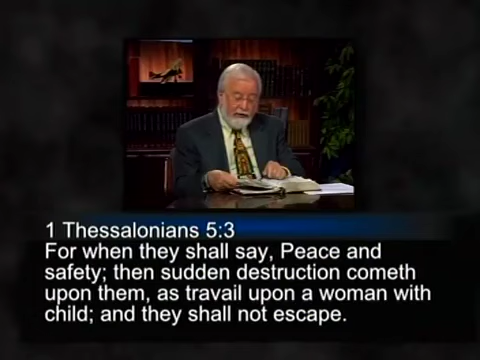 1 Thessalonians 5:3
For when they shall say, Peace and
safety; then sudden destruction cometh
upon them, as travail upon a woman with
child; and they shall not escape.